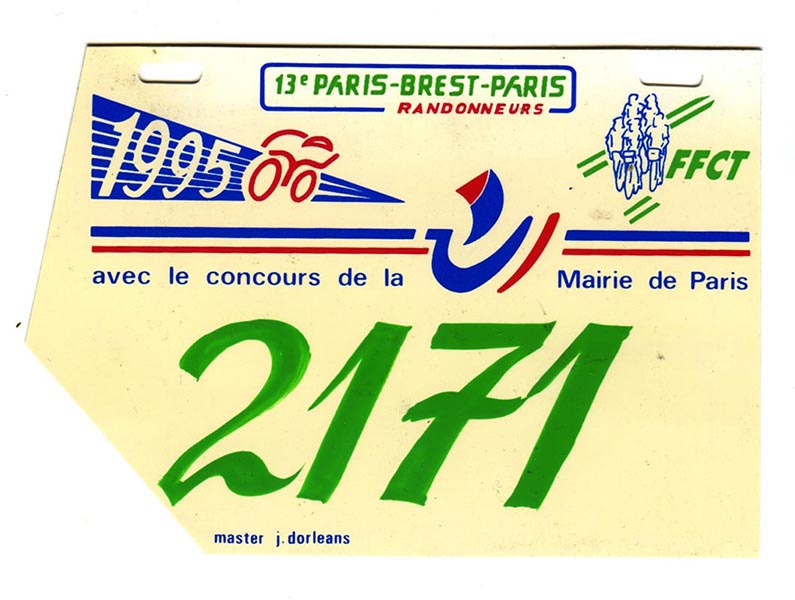 13e PARIS-BREST-PARIS
RANDONNEURS
1995
FFCT
avec le concours de la Mairie de Paris
2171
master j.dorleans